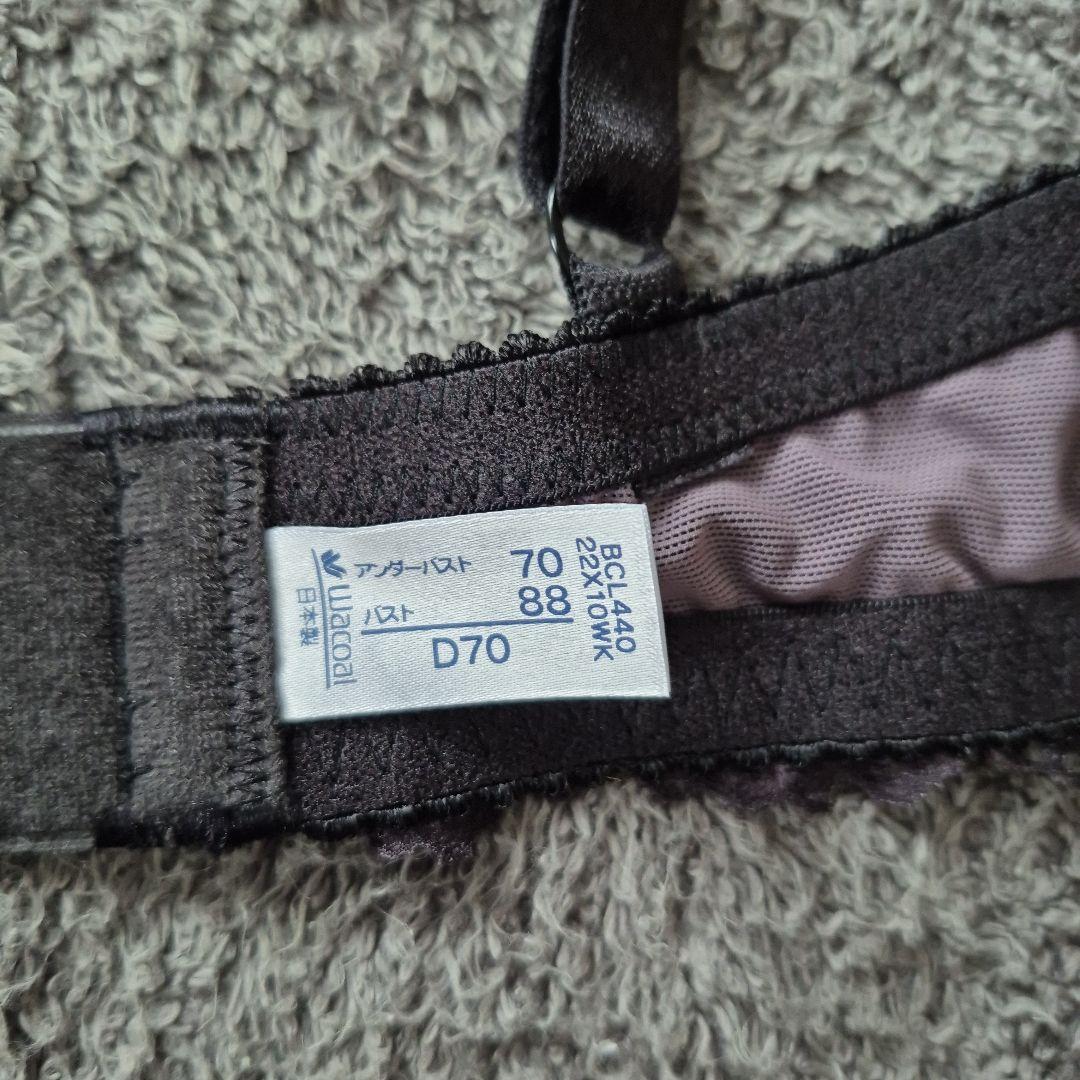 アンダーバスト 70
バスト 88
D70
Wacoal
日本製
BCL440
22X10WK